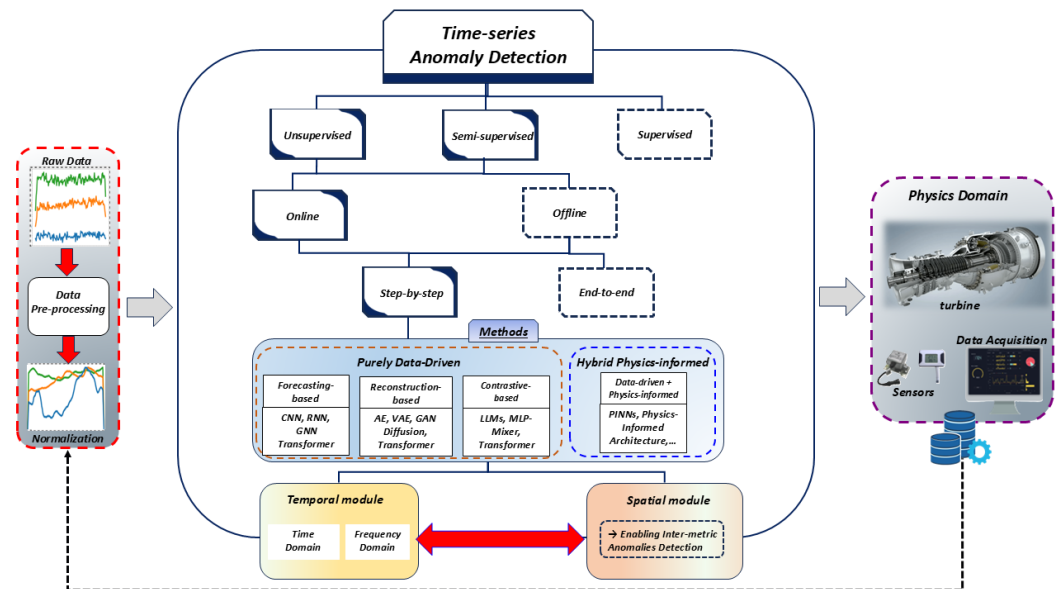 Time-series
Anomaly Detection
Unsupervised
Semi-supervised
Supervised
Online
Offline
Step-by-step
End-to-end
Raw Data
Data
Pre-processing
Normalization
Methods
Purely Data-Driven
Forecasting-
based
CNN, RNN,
GNN
Transformer
Reconstruction-
based
AE, VAE, GAN
Diffusion,
Transformer
Contrastive-
based
LLMs, MLP-
Mixer,
Transformer
Hybrid Physics-informed
Data-driven +
Physics-informed
PINNs, Physics-
Informed
Architecture,...
Temporal module
Time
Domain
Frequency
Domain
Spatial module
→ Enabling Inter-metric
Anomalies Detection
Physics Domain
turbine
Data Acquisition
Sensors